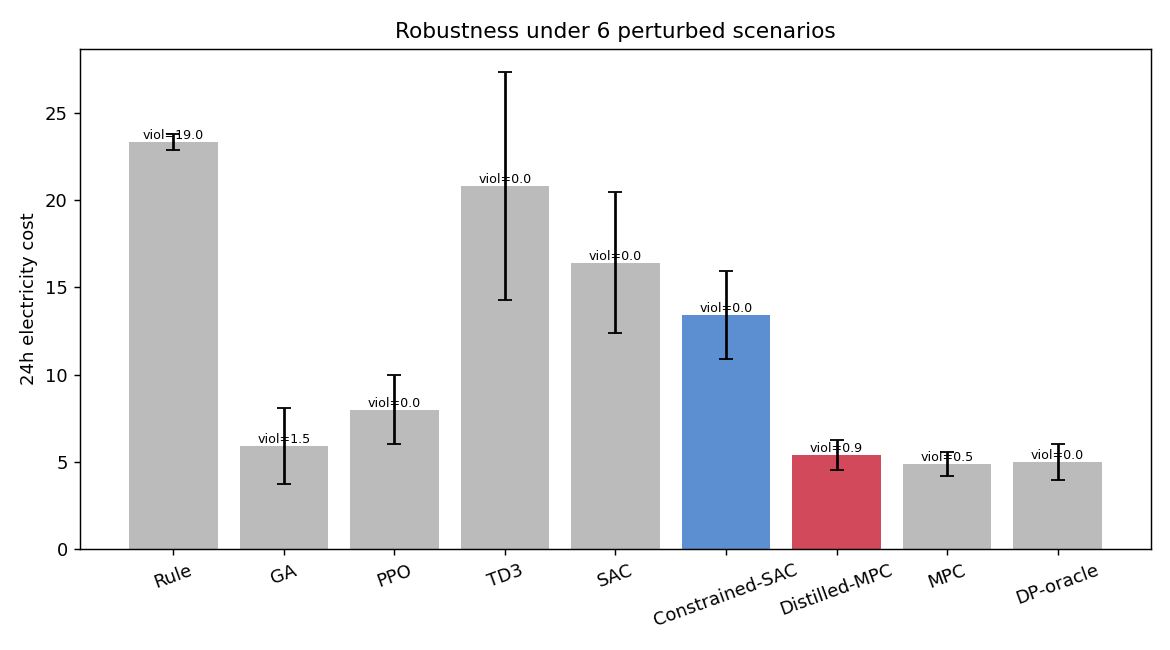 Robustness under 6 perturbed scenarios
24h electricity cost
25
20
15
10
5
0
viol=19.0
viol=1.5
viol=0.0
viol=0.0
viol=0.0
viol=0.0
viol=0.9
viol=0.5
viol=0.0
Rule
GA
PPO
TD3
SAC
Constrained-SAC
Distilled-MPC
MPC
DP-oracle